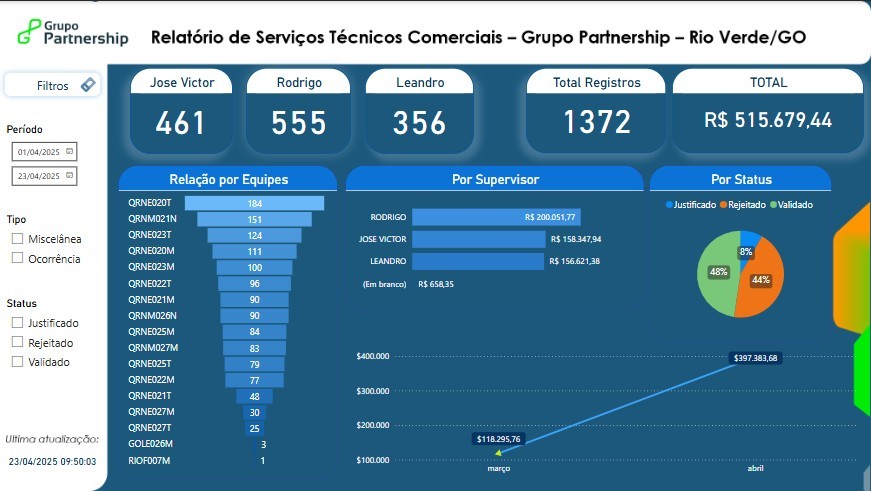 Grupo
Partnership
Relatório de Serviços Técnicos Comerciais – Grupo Partnership – Rio Verde/GO
Filtros
Período
01/04/2025
23/04/2025
Tipo
Miscelânea
Ocorrência
Status
Justificado
Rejeitado
Validado
Ultima atualização:
23/04/2025 09:50:03
Jose Victor
461
Rodrigo
555
Leandro
356
Total Registros
1372
TOTAL
R$ 515.679,44
Relação por Equipes
QRNE020T 184
QRNM021N 151
QRNE023T 124
QRNE020M 111
QRNE023M 100
QRNE022T 96
QRNE021M 90
QRNM026N 90
QRNE025M 84
QRNM027M 83
QRNE025T 79
QRNE022M 77
QRNE021T 48
QRNE027M 30
QRNE027T 25
GOLE026M 3
RIOF007M 1
Por Supervisor
RODRIGO R$ 200.051,77
JOSE VICTOR R$ 158.347,94
LEANDRO R$ 156.621,38
(Em branco) R$ 658,35
Por Status
Justificado Rejeitado Validado
8%
48%
44%
$400.000
$397.383,68
$300.000
$200.000
$118.295,76
$100.000
março abril